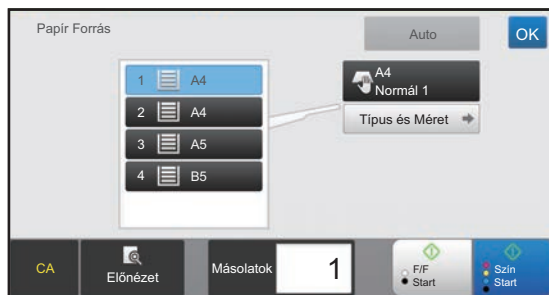 Papír Forrás
Auto
OK
1 A4
2 A4
3 A5
4 B5
A4
Normál 1
Típus és Méret
CA
Előnézet
Másolatok
1
F/F
Start
Szín
Start